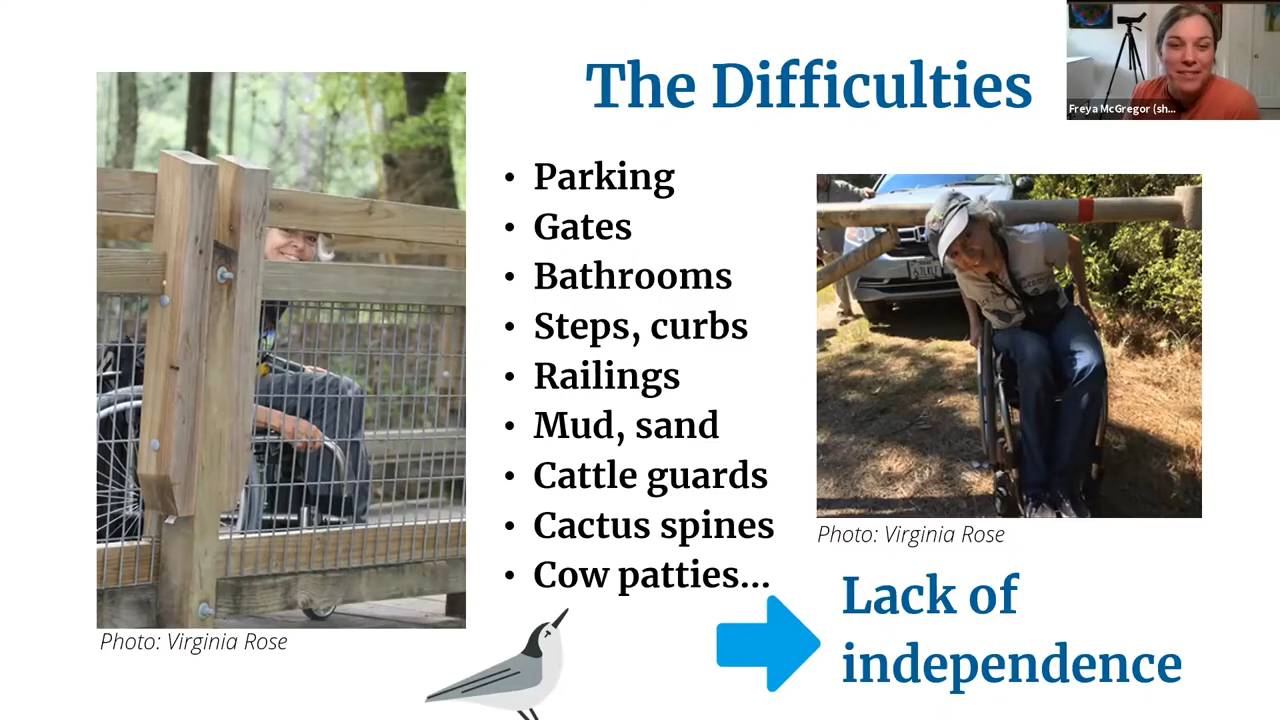 The Difficulties
Freya McGregor (sh...
• Parking
• Gates
• Bathrooms
• Steps, curbs
• Railings
• Mud, sand
• Cattle guards
• Cactus spines
• Cow patties...
Photo: Virginia Rose
Photo: Virginia Rose
Lack of
independence